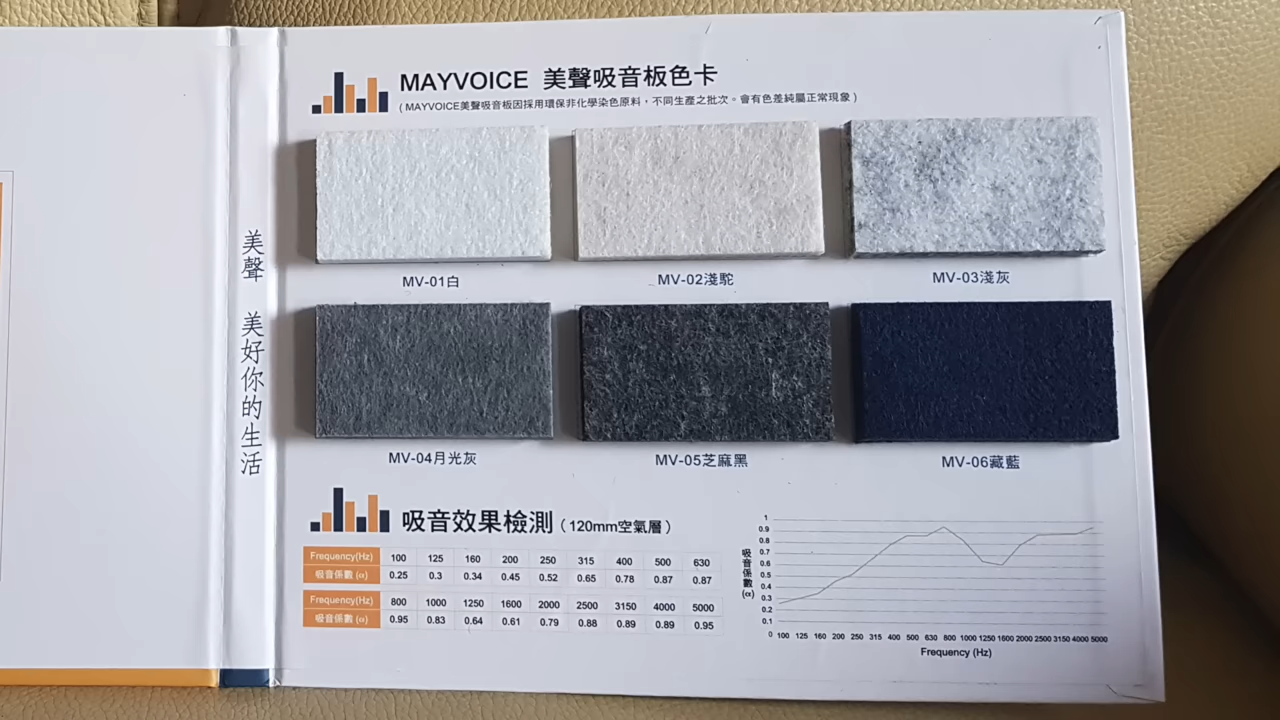 美聲 美好你的生活
MAYVOICE 美聲吸音板色卡
( MAYVOICE美聲吸音板因採用環保非化學染色原料，不同生產之批次。會有色差純屬正常現象 )
MV-01白 MV-02淺駝 MV-03淺灰
MV-04月光灰 MV-05芝麻黑 MV-06藏藍
吸音效果檢測（120mm空氣層）
Frequency(Hz) 100 125 160 200 250 315 400 500 630
吸音係數 (α) 0.25 0.3 0.34 0.45 0.52 0.65 0.78 0.87 0.87
Frequency(Hz) 800 1000 1250 1600 2000 2500 3150 4000 5000
吸音係數 (α) 0.95 0.83 0.64 0.61 0.79 0.88 0.89 0.89 0.95
吸音係數(α)
1
0.9
0.8
0.7
0.6
0.5
0.4
0.3
0.2
0.1
0
100 125 160 200 250 315 400 500 630 800 1000 1250 1600 2000 2500 3150 4000 5000
Frequency (Hz)